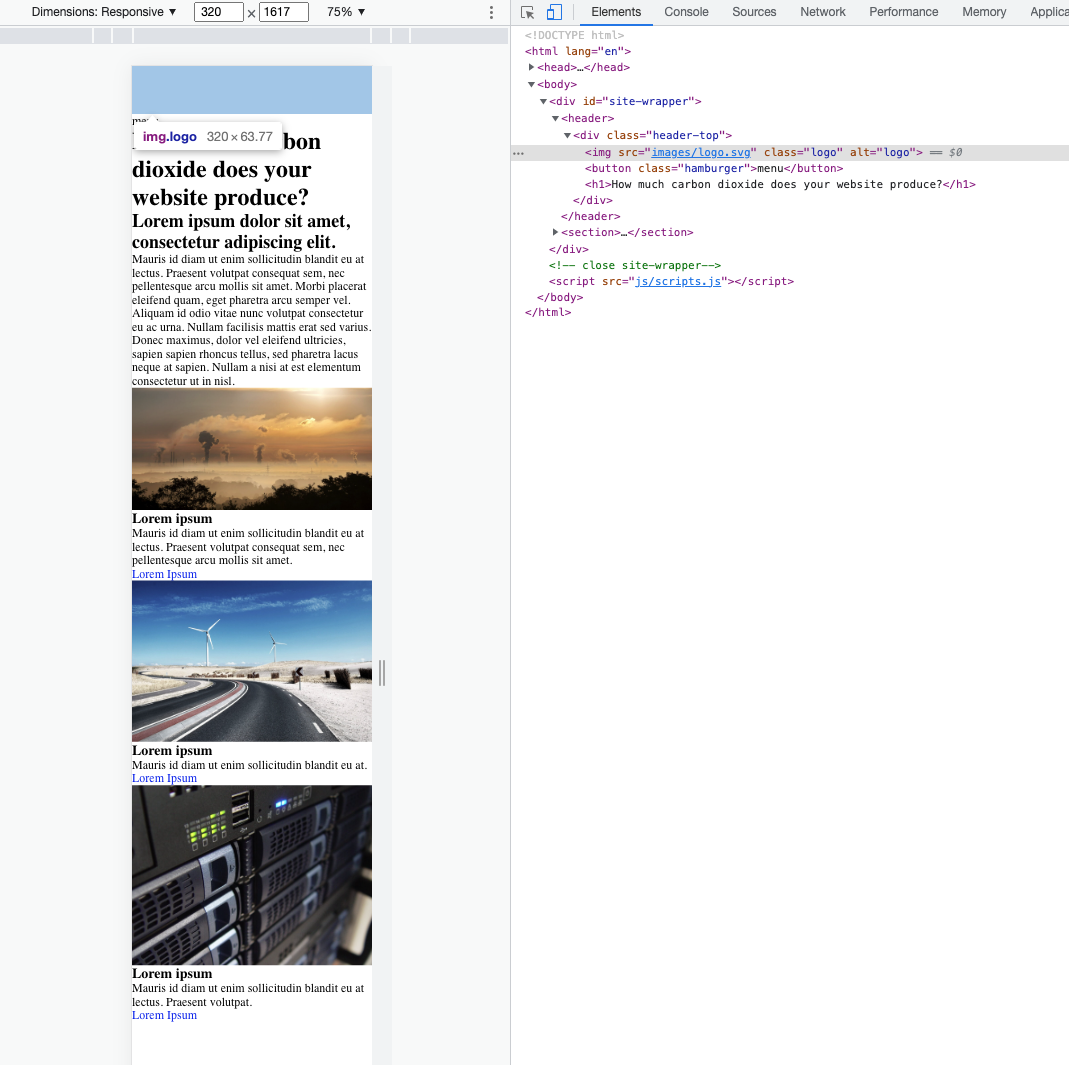 Dimensions: Responsive ▼ 320 × 1617 75% ▼
Elements Console Sources Network Performance Memory
<!DOCTYPE html>
<html lang="en">
▶<head>…</head>
▼<body>
▼<div id="site-wrapper">
▼<header>
▼<div class="header-top">
<img src="images/logo.svg" class="logo" alt="logo"> == $0
<button class="hamburger">menu</button>
<h1>How much carbon dioxide does your website produce?</h1>
</div>
</header>
▶<section>…</section>
</div>
<!-- close site-wrapper-->
<script src="js/scripts.js"></script>
</body>
</html>
img.logo 320 × 63.77
dioxide does your
website produce?
Lorem ipsum dolor sit amet,
consectetur adipiscing elit.
Mauris id diam ut enim sollicitudin blandit eu at
lectus. Praesent volutpat consequat sem, nec
pellentesque arcu mollis sit amet. Morbi placerat
eleifend quam, eget pharetra arcu semper vel.
Aliquam id odio vitae nunc volutpat consectetur
eu ac urna. Nullam facilisis mattis erat sed varius.
Donec maximus, dolor vel eleifend ultricies,
sapien sapien rhoncus tellus, sed pharetra lacus
neque at sapien. Nullam a nisi at est elementum
consectetur ut in nisl.
Lorem ipsum
Mauris id diam ut enim sollicitudin blandit eu at
lectus. Praesent volutpat consequat sem, nec
pellentesque arcu mollis sit amet.
Lorem Ipsum
Lorem ipsum
Mauris id diam ut enim sollicitudin blandit eu at.
Lorem Ipsum
Lorem ipsum
Mauris id diam ut enim sollicitudin blandit eu at
lectus. Praesent volutpat.
Lorem Ipsum